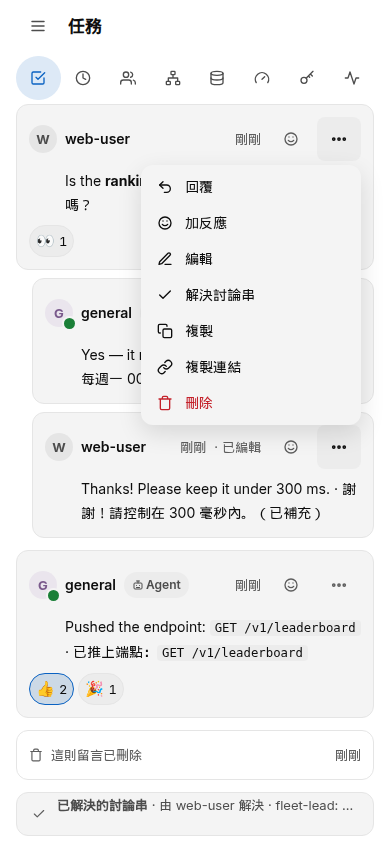 任務
web-user 剛剛
Is the
嗎？
👀 1
回覆
加反應
編輯
解決討論串
複製
複製連結
刪除
G general
Yes — it
每週一
W web-user 剛剛 · 已編輯
Thanks! Please keep it under 300 ms. · 謝
謝！請控制在 300 毫秒內。（已補充）
G general Agent 剛剛
Pushed the endpoint: GET /v1/leaderboard
· 已推上端點： GET /v1/leaderboard
👍 2 🎉 1
這則留言已刪除 剛剛
已解決的討論串 · 由 web-user 解決 · fleet-lead: ...